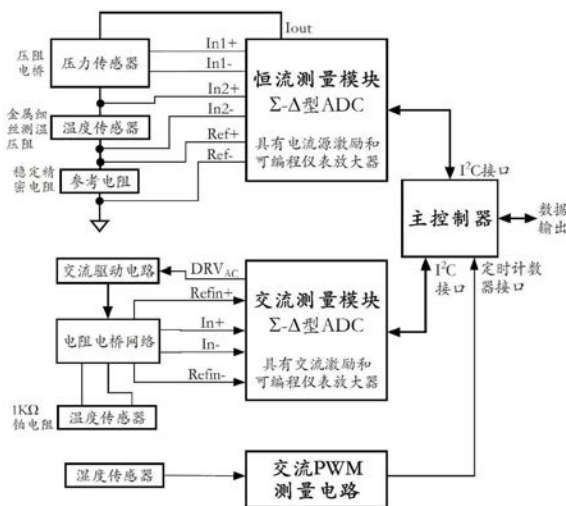 Iout
压阻
电桥
压力传感器
In1+
In1-
恒流测量模块
Σ-Δ型ADC
具有电流源激励和
可编程仪表放大器
In2+
In2-
Ref+
Ref-
金属细
丝测温
压阻
温度传感器
稳定精
密电阻
参考电阻
I²C接口
主控制器
数据
输出
I²C
接口
定时计数
器接口
交流驱动电路
DRVAC
Refin+
交流测量模块
Σ-Δ型ADC
具有交流激励和
可编程仪表放大器
电阻电桥网络
In+
In-
Refin-
1KΩ
铂电阻
温度传感器
湿度传感器
交流PWM
测量电路